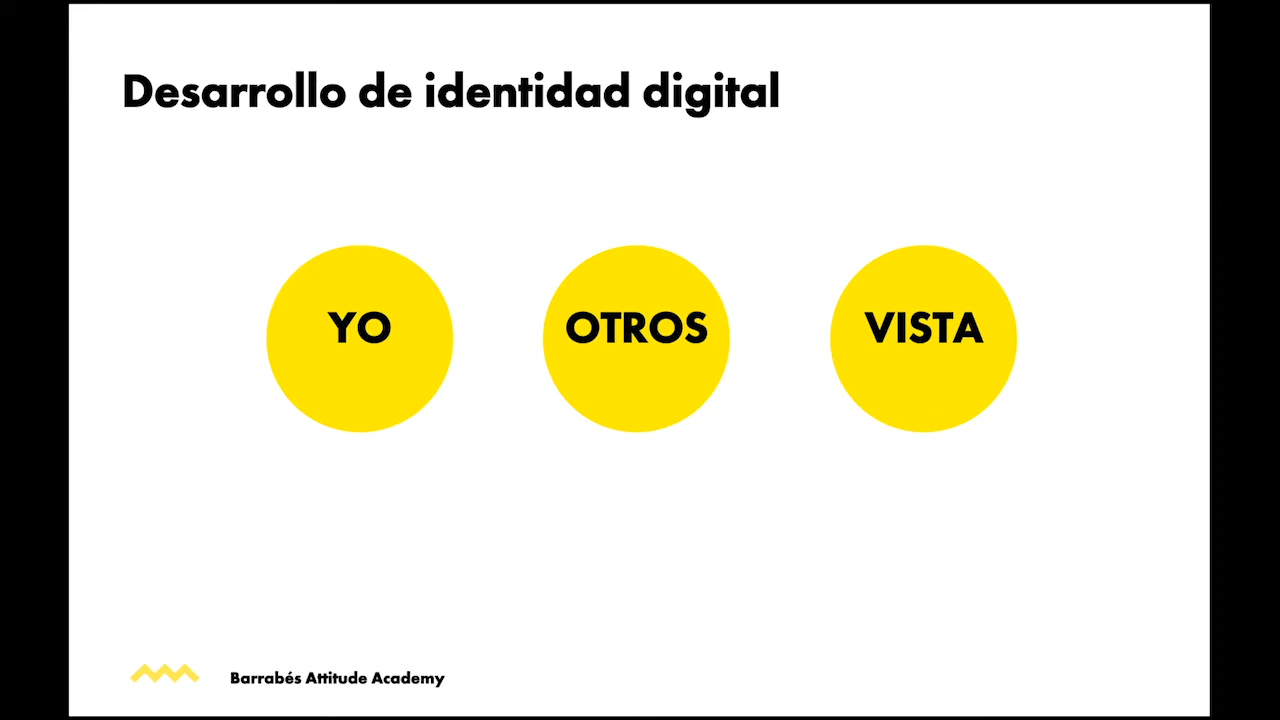 Desarrollo de identidad digital
YO
OTROS
VISTA
Barrabés Attitude Academy